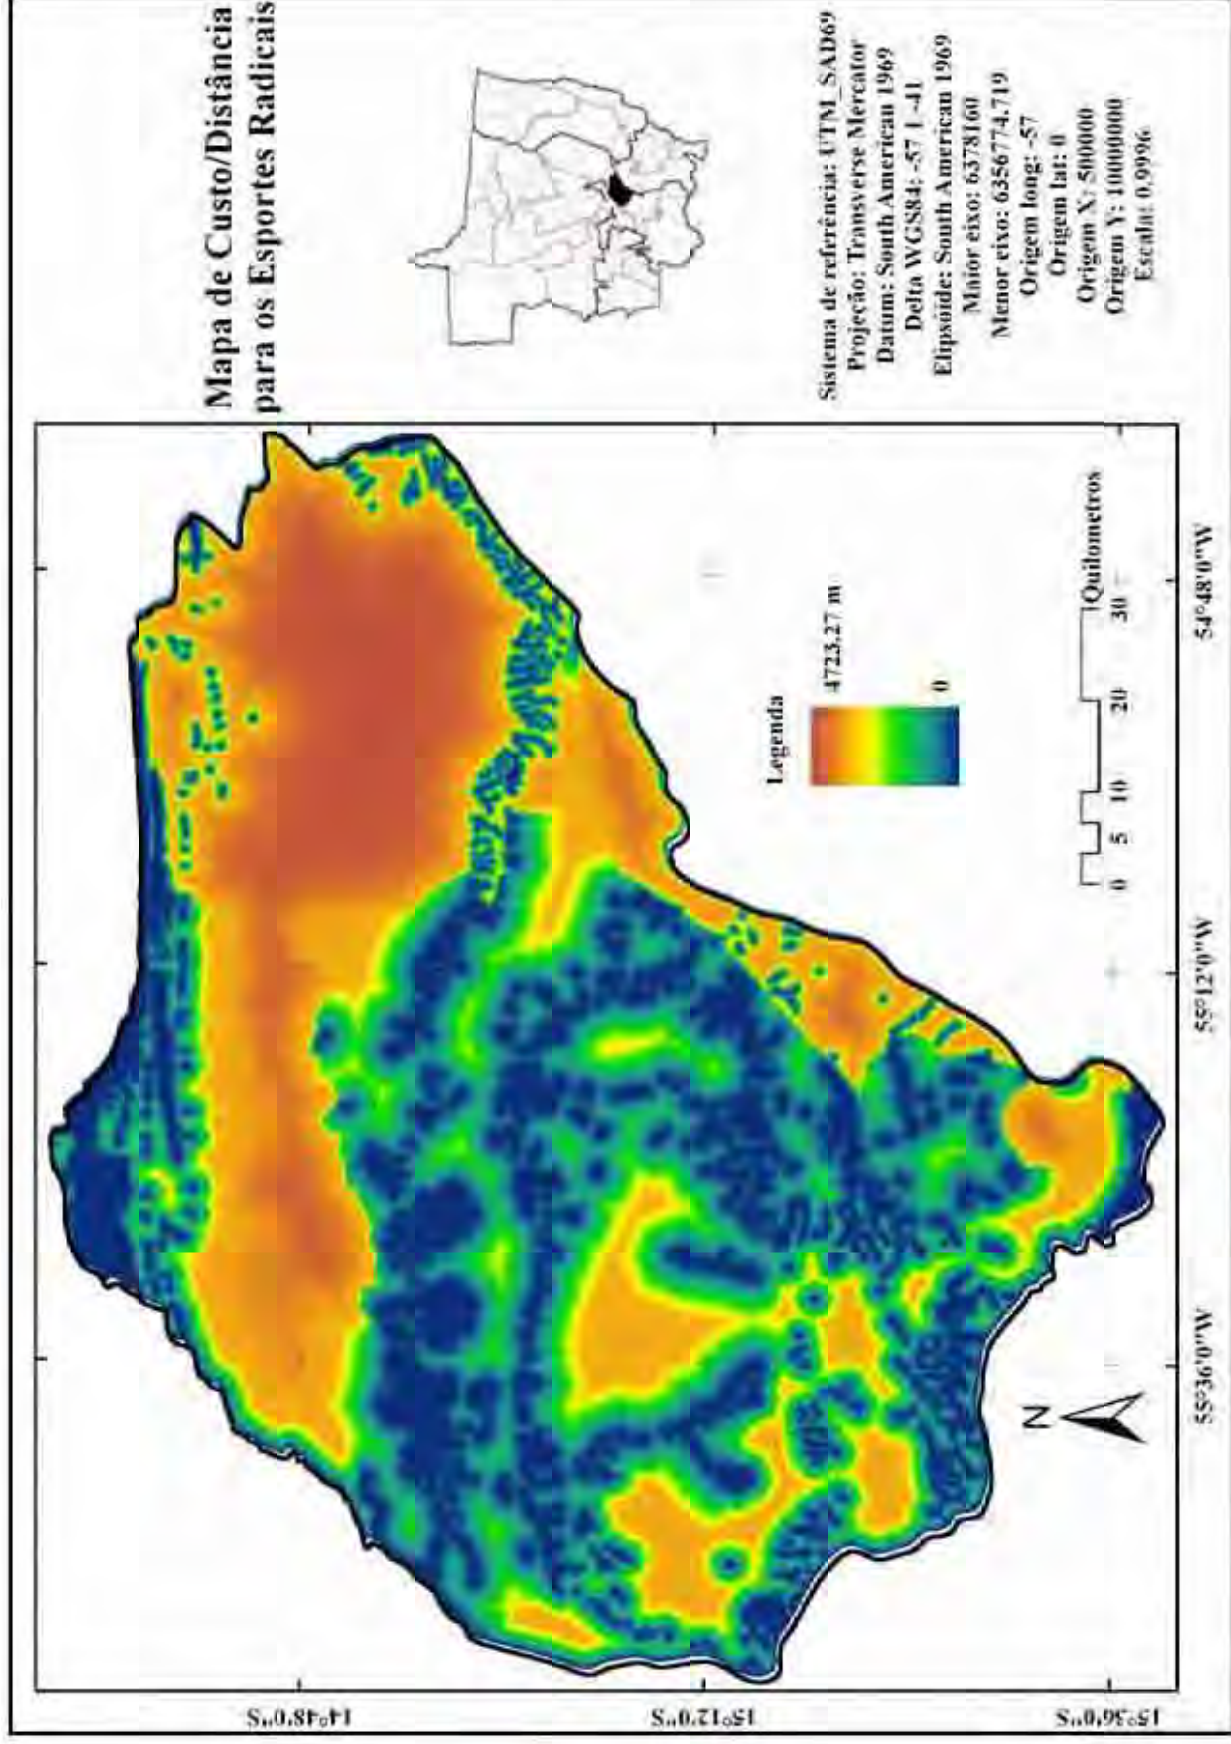 Mapa de Custo/Distância
para os Esportes Radicais
Sistema de referência: UTM_SAD69
Projeção: Transverse Mercator
Datum: South American 1969
Delta WGS84: -57 1 -41
Elipsóide: South American 1969
Maior eixo: 6378160
Menor eixo: 6356774.719
Origem long: -57
Origem lat: 0
Origem X: 500000
Origem Y: 10000000
Escala: 0.9996
Legenda
4723.27 m
0
Quilometros
0 5 10 20 30
N
14°48'0"S
15°12'0"S
15°36'0"S
55°36'0"W
55°12'0"W
54°48'0"W